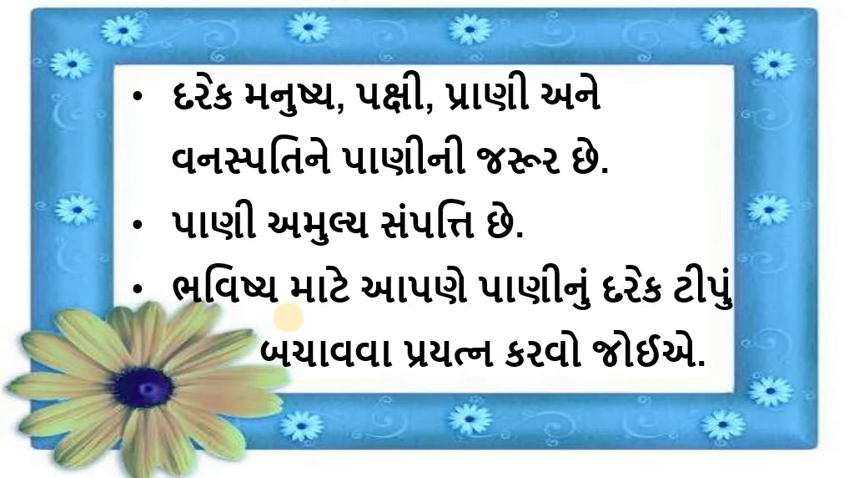 • દરેક મનુષ્ય, પક્ષી, પ્રાણી અને
વનસ્પતિને પાણીની જરૂર છે.
• પાણી અમુલ્ય સંપત્તિ છે.
• ભવિષ્ય માટે આપણે પાણીનું દરેક ટીપું
બચાવવા પ્રયત્ન કરવો જોઈએ.